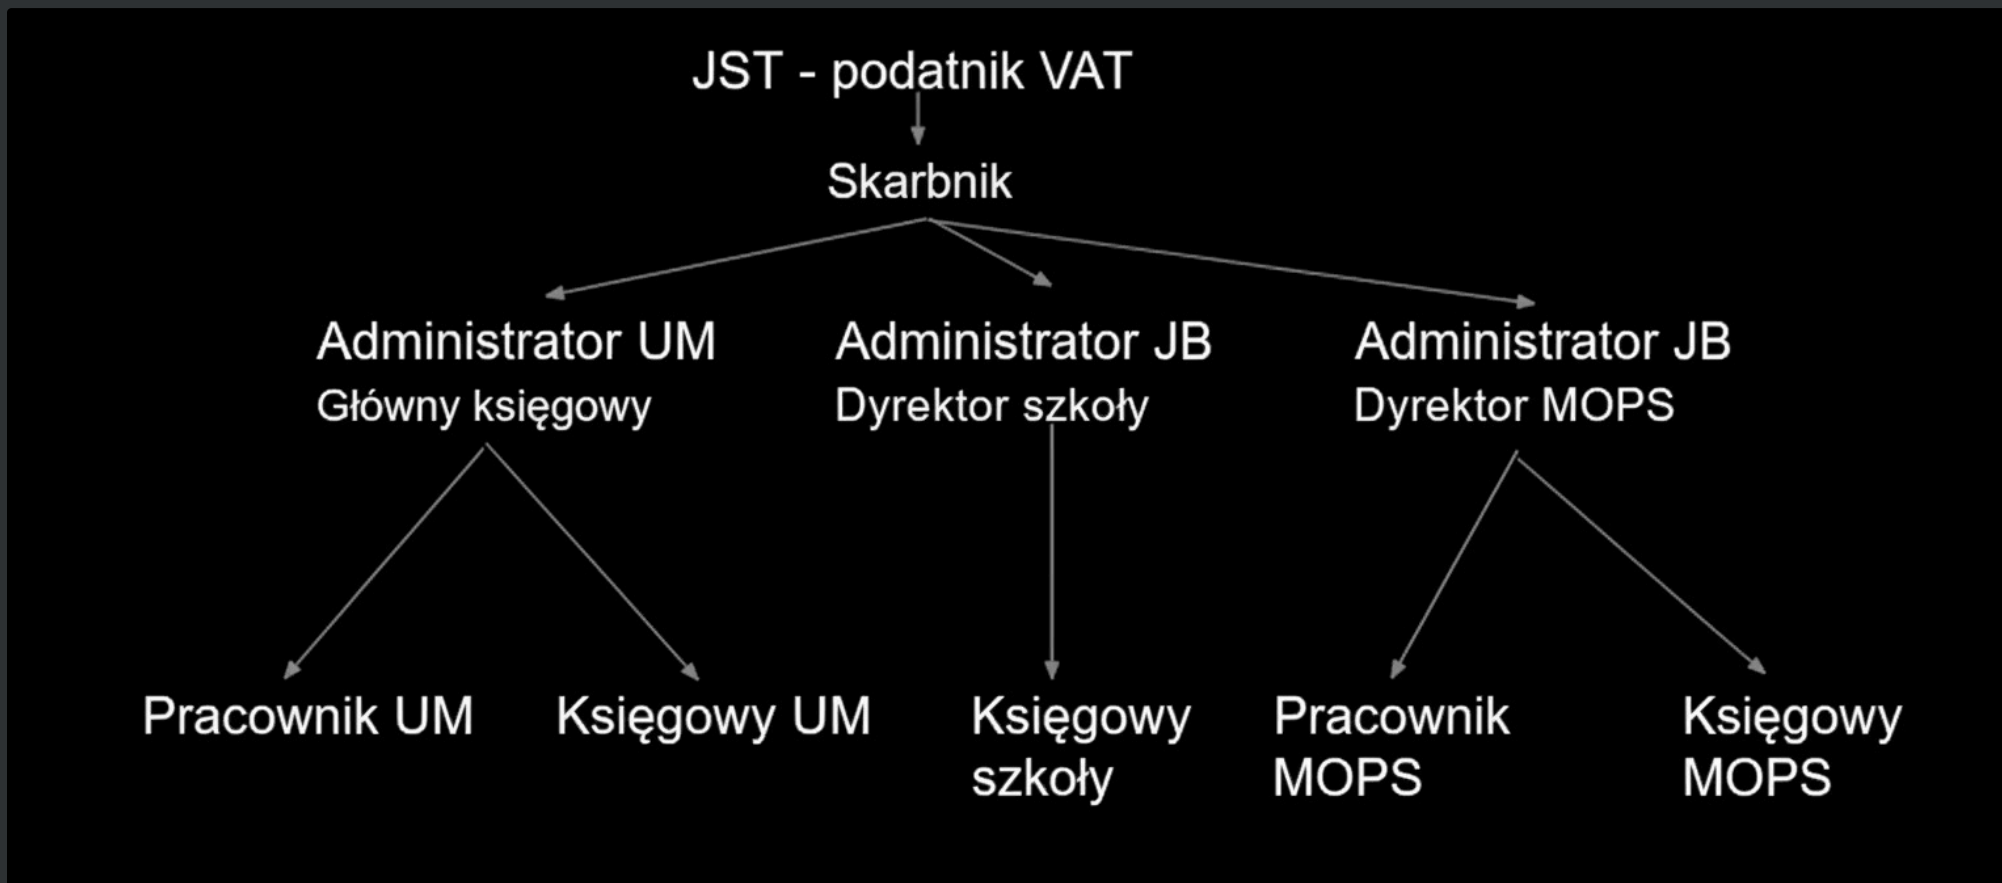 JST - podatnik VAT
Skarbnik
Administrator UM
Główny księgowy
Administrator JB
Dyrektor szkoły
Administrator JB
Dyrektor MOPS
Pracownik UM
Księgowy UM
Księgowy
szkoły
Pracownik
MOPS
Księgowy
MOPS